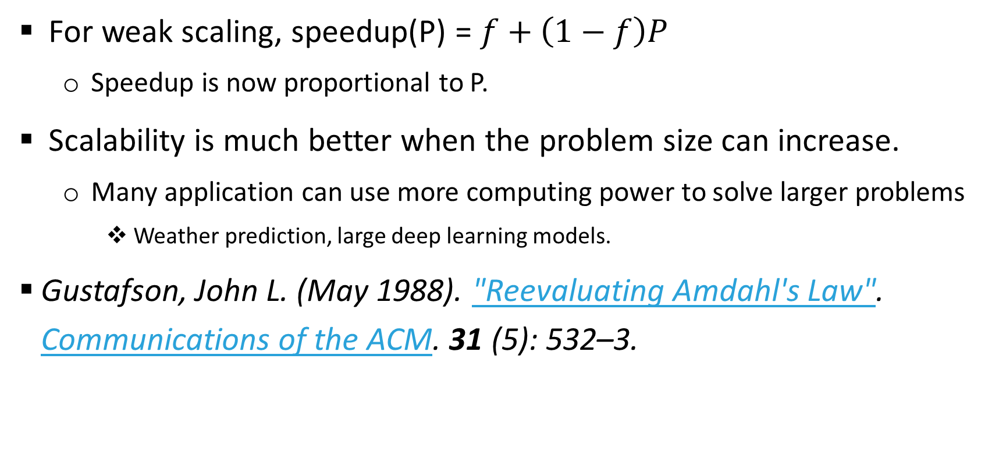 ▪ For weak scaling, speedup(P) = f + (1 − f)P
o Speedup is now proportional to P.
▪ Scalability is much better when the problem size can increase.
o Many application can use more computing power to solve larger problems
❖ Weather prediction, large deep learning models.
▪ Gustafson, John L. (May 1988). "Reevaluating Amdahl's Law".
Communications of the ACM. 31 (5): 532–3.